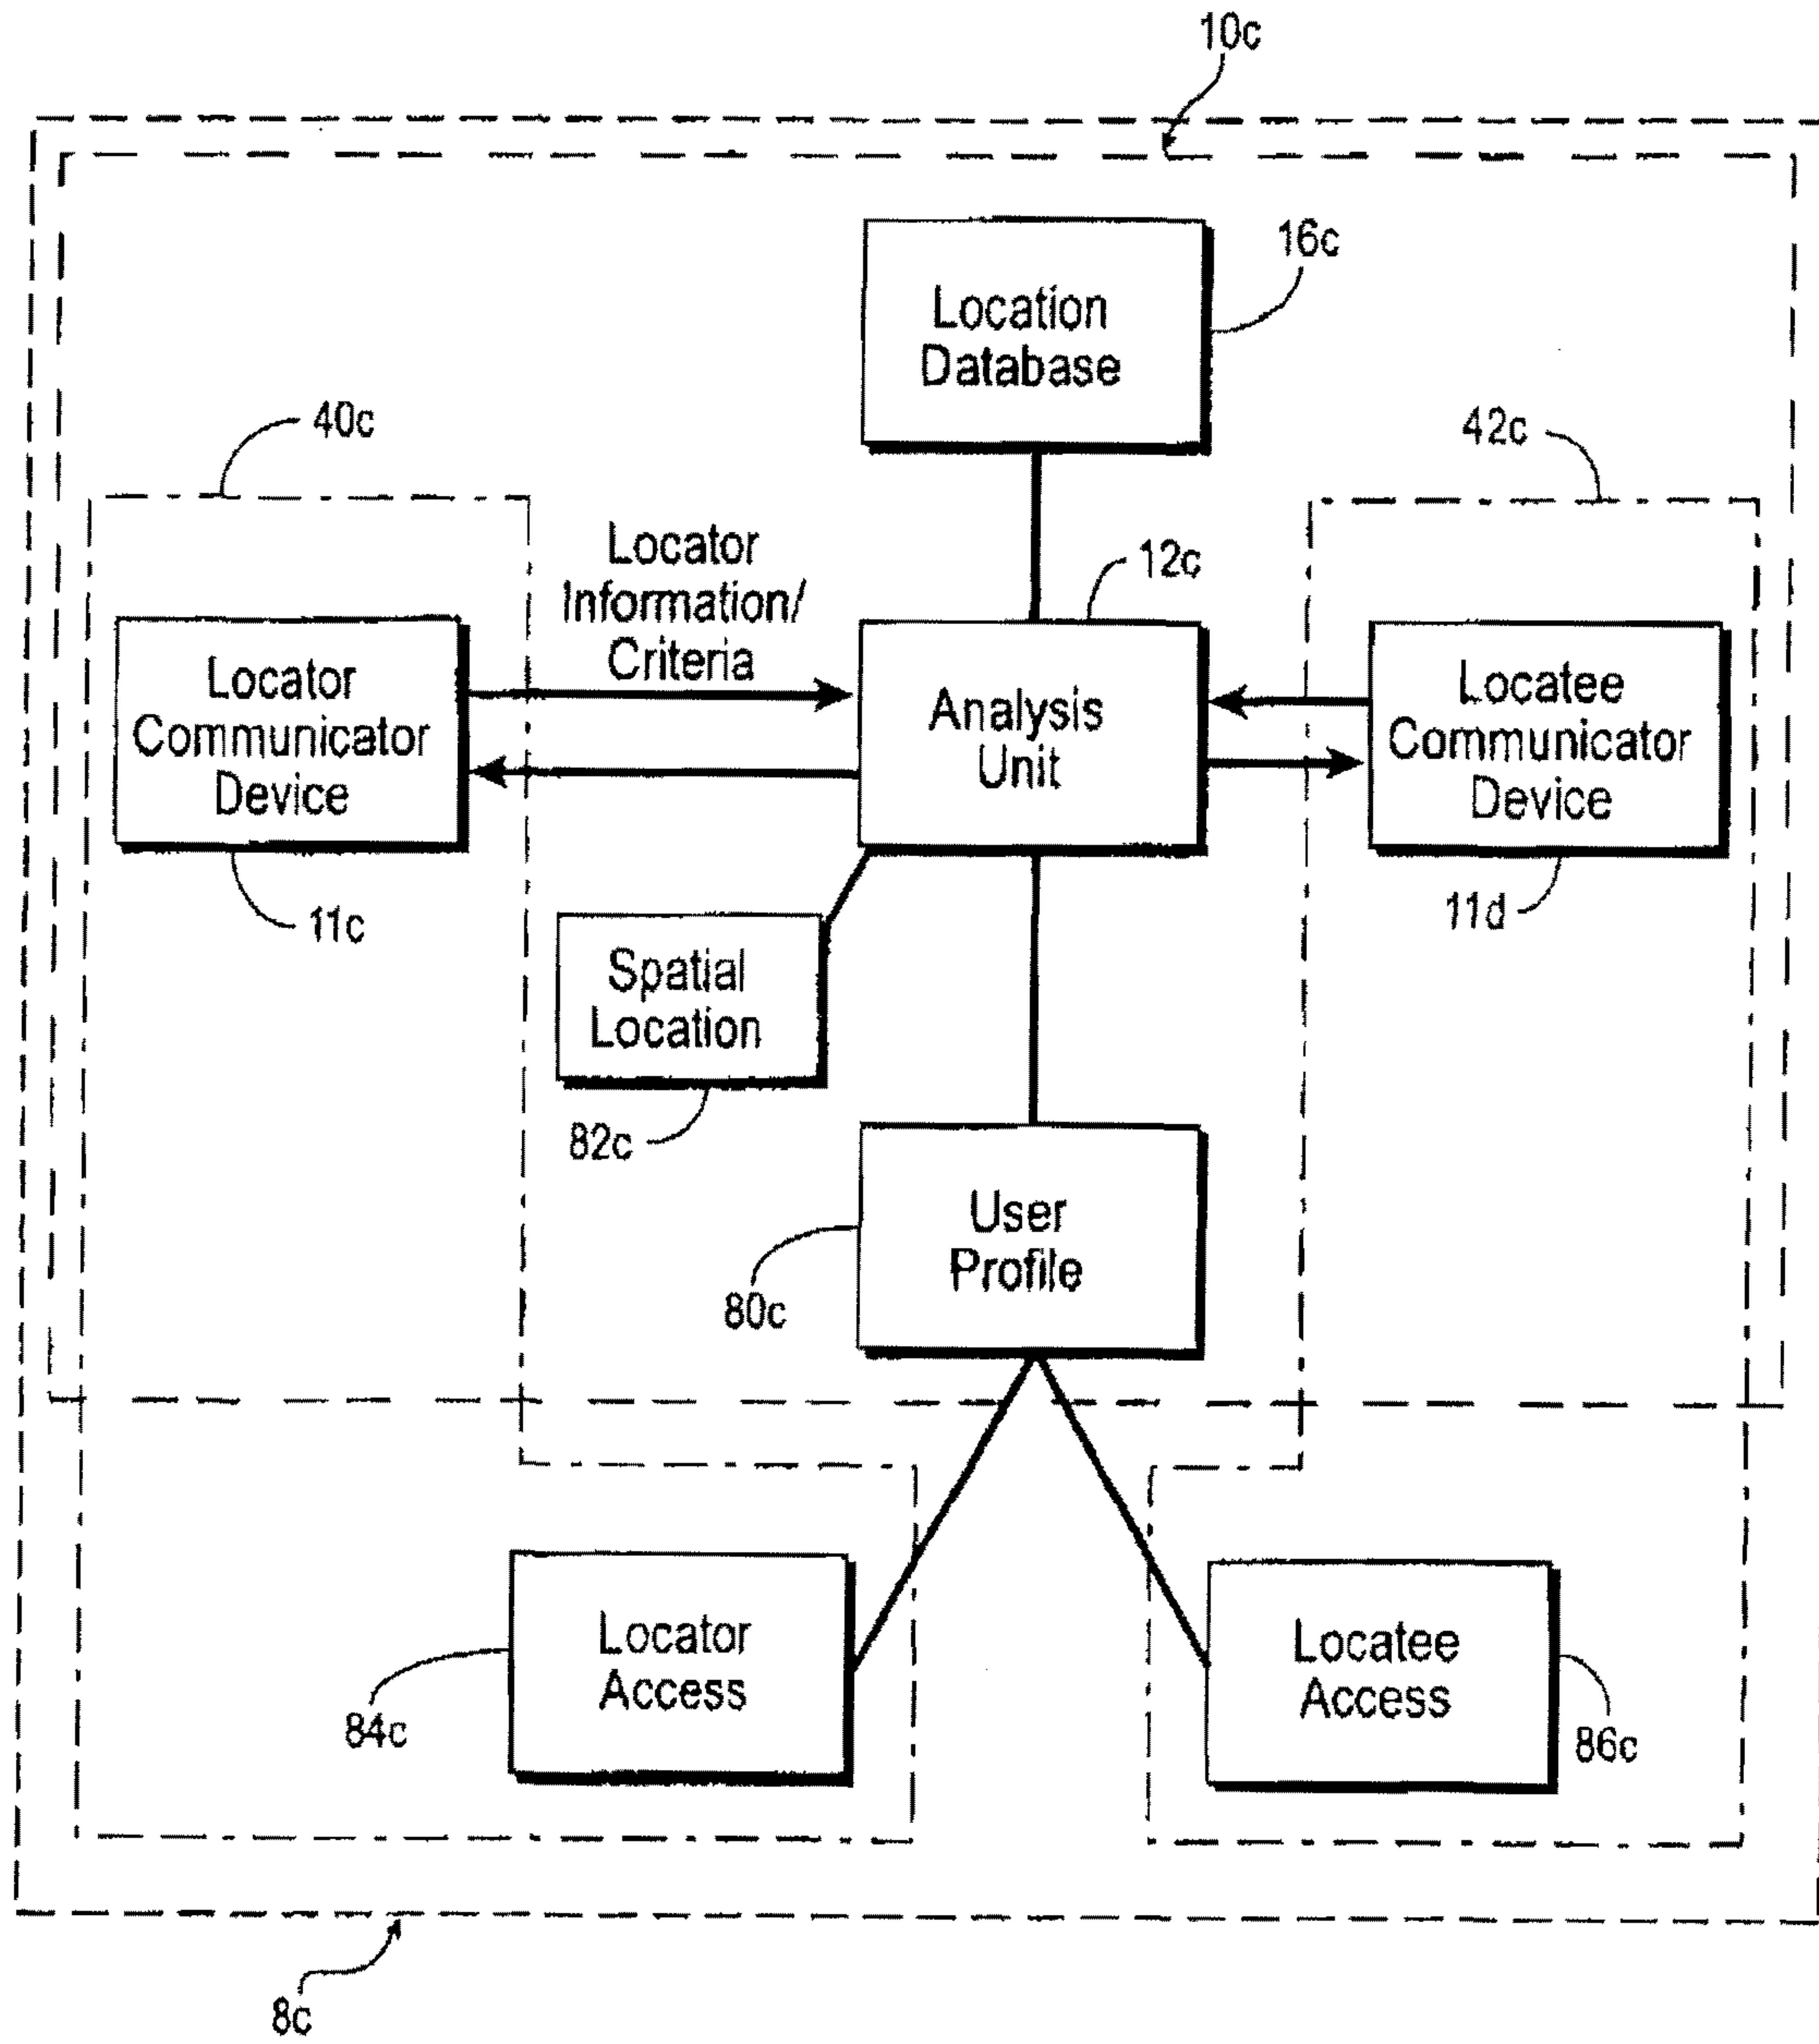 10c
16c
Location
Database
40c
42c
Locator
Information/
Criteria
12c
Locator
Communicator
Device
Analysis
Unit
Locatee
Communicator
Device
11c
11d
Spatial
Location
82c
User
Profile
80c
Locator
Access
84c
Locatee
Access
86c
8c